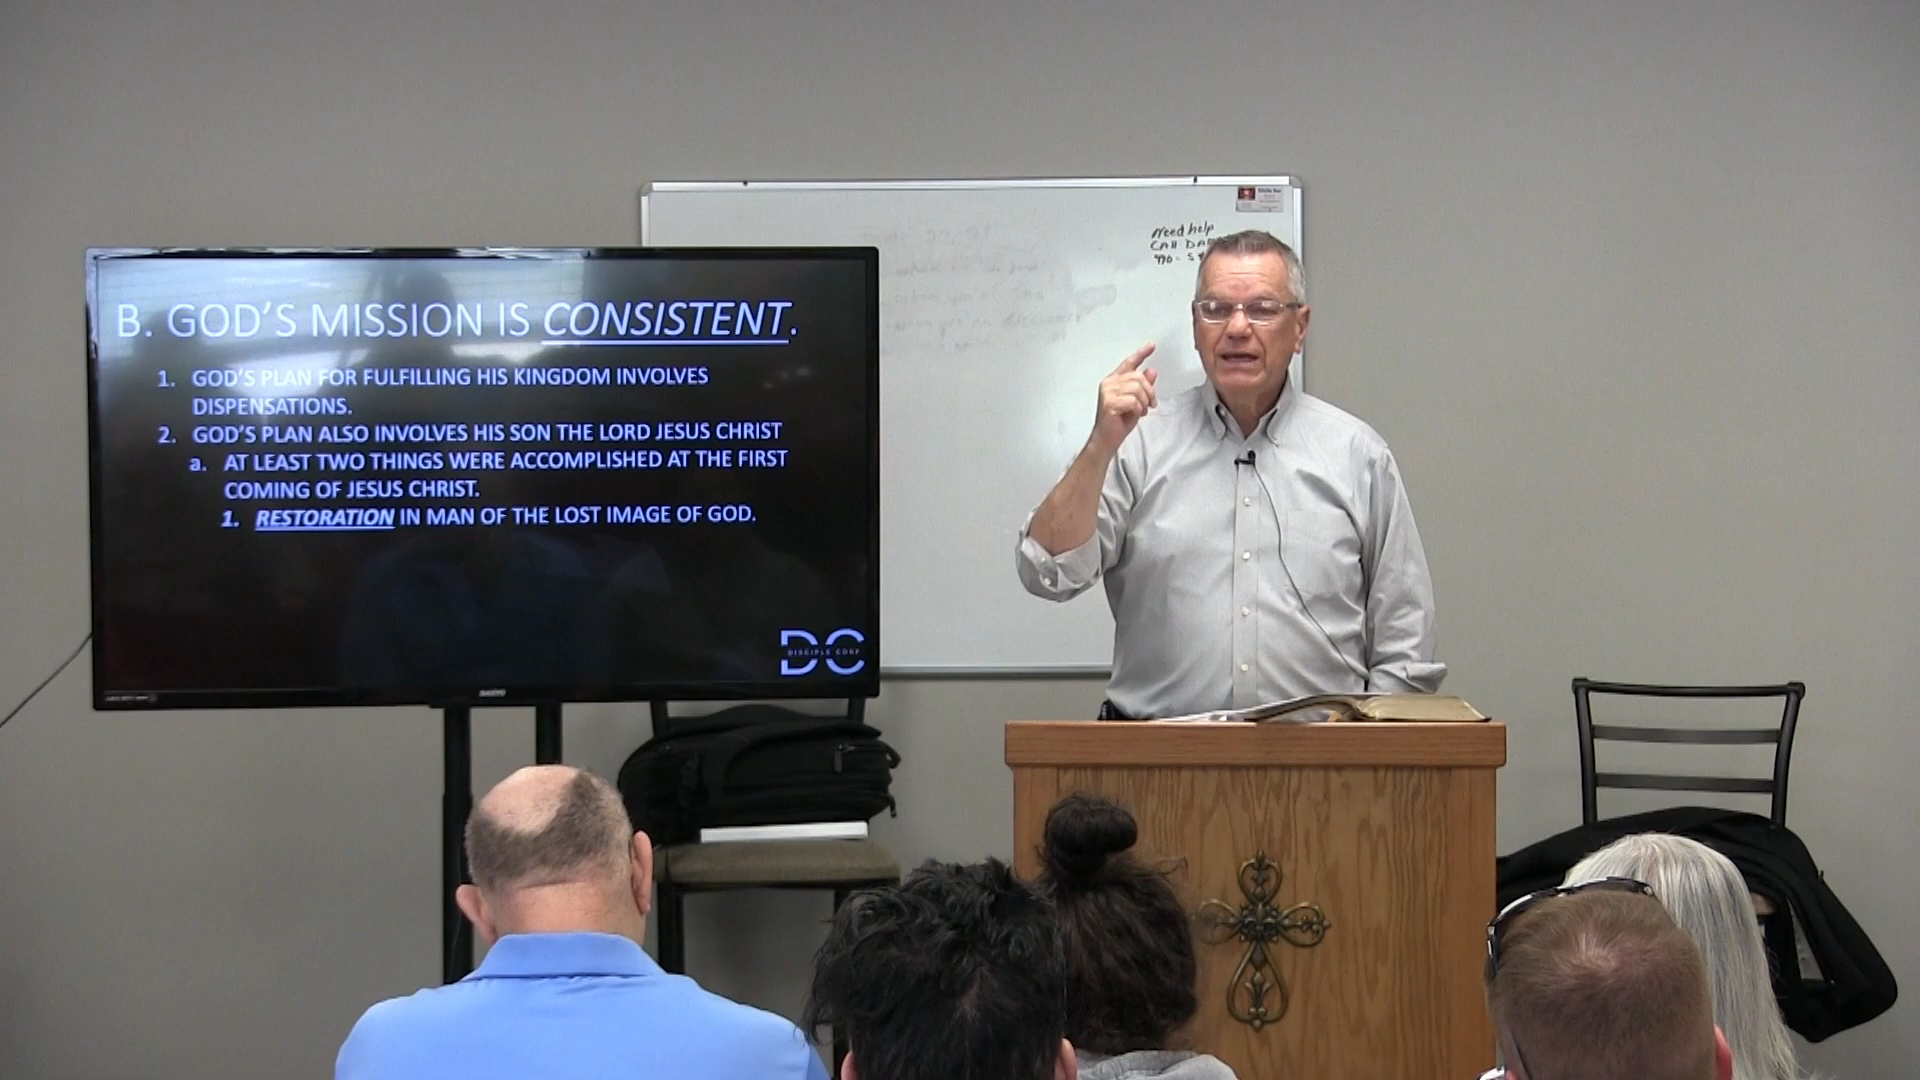 B. GOD'S MISSION IS CONSISTENT.
1. GOD'S PLAN FOR FULFILLING HIS KINGDOM INVOLVES
DISPENSATIONS.
2. GOD'S PLAN ALSO INVOLVES HIS SON THE LORD JESUS CHRIST
a. AT LEAST TWO THINGS WERE ACCOMPLISHED AT THE FIRST
COMING OF JESUS CHRIST.
1. RESTORATION IN MAN OF THE LOST IMAGE OF GOD.
DC
DISCIPLE CORP
SANYO
Need help
CAll